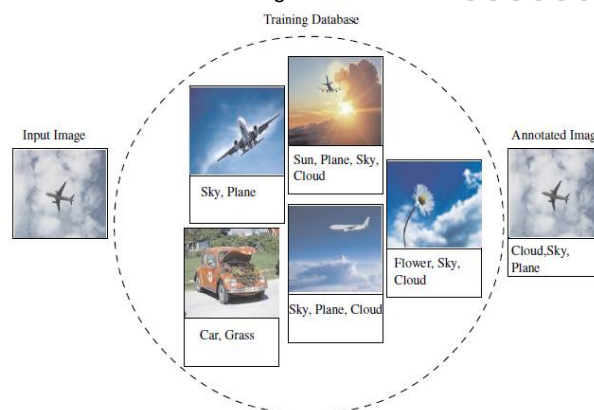 Training Database
Input Image
Annotated Imag
Sun, Plane, Sky,
Cloud
Sky, Plane
Flower, Sky,
Cloud
Cloud,Sky,
Plane
Sky, Plane, Cloud
Car, Grass